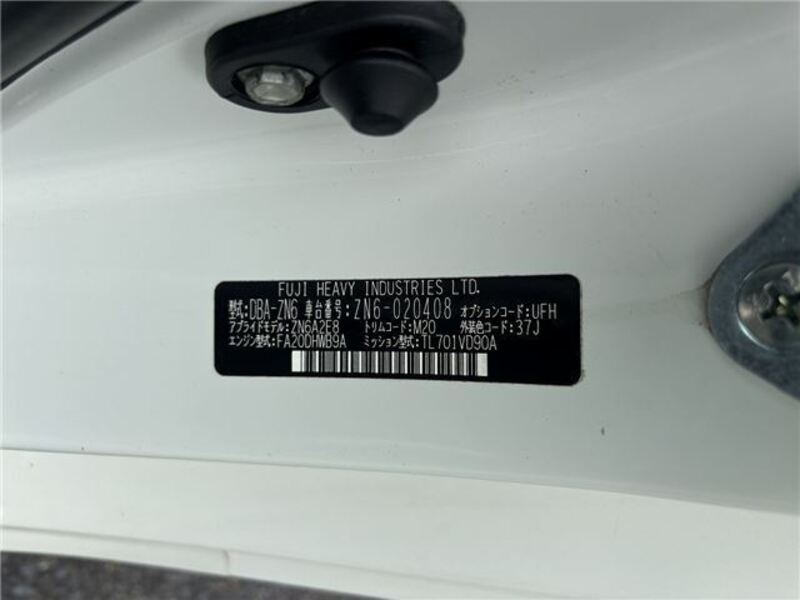 FUJI HEAVY INDUSTRIES LTD.
型式:DBA-ZN6 車台番号:ZN6-020408 オプションコード:UFH
アプライドモデル:ZN6A2E8 トリムコード:M20 外装色コード:37J
エンジン型式:FA20DHWB9A ミッション型式:TL701VD90A